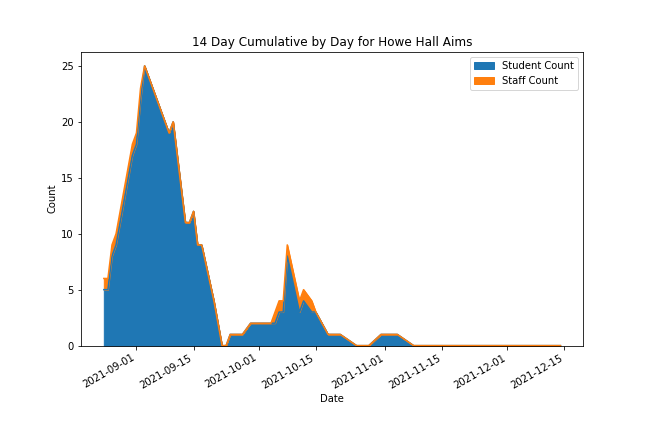 14 Day Cumulative by Day for Howe Hall Aims
Student Count
Staff Count
Count
25
20
15
10
5
0
2021-09-01
2021-09-15
2021-10-01
2021-10-15
2021-11-01
2021-11-15
2021-12-01
2021-12-15
Date